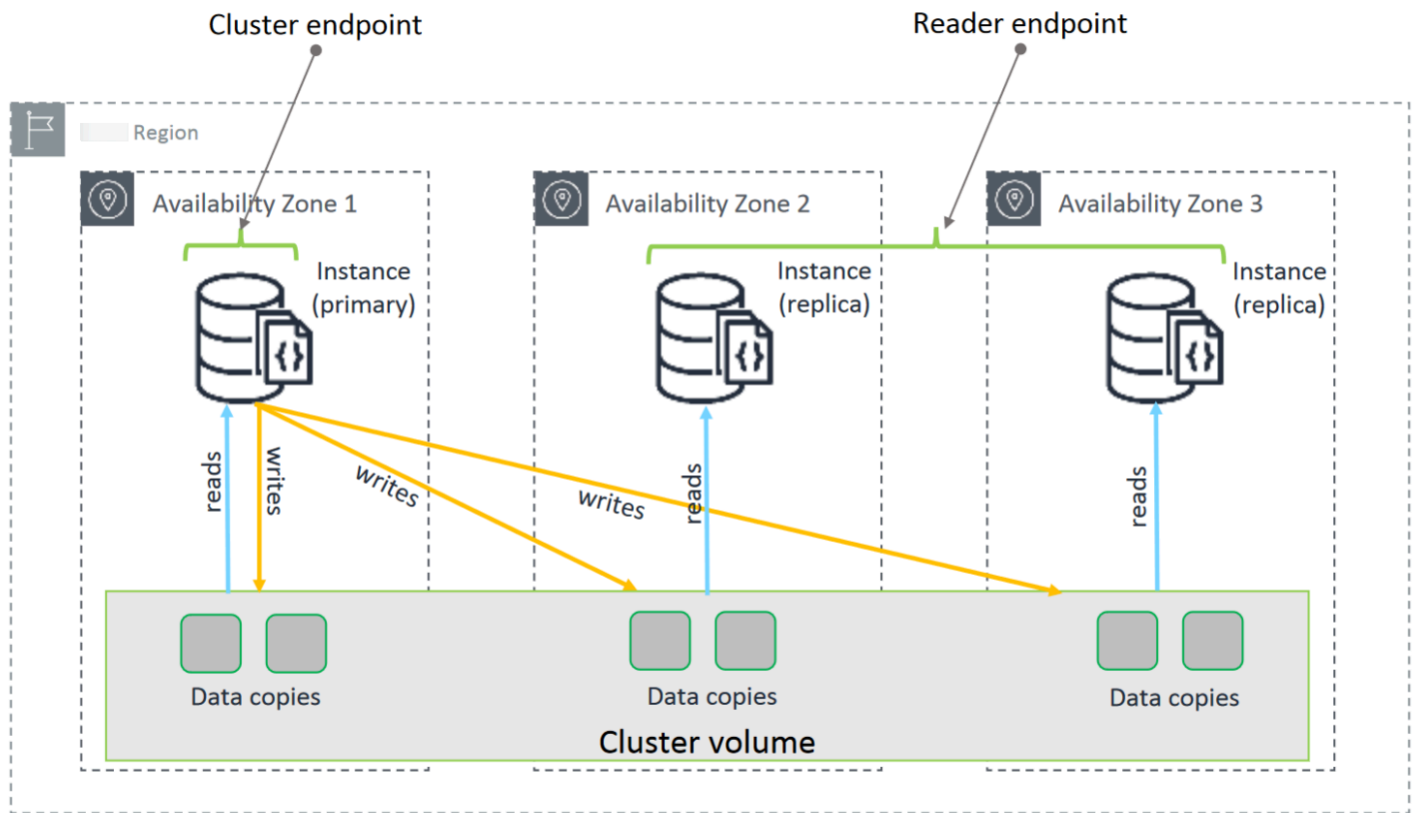 Cluster endpoint
Reader endpoint
Region
Availability Zone 1
Availability Zone 2
Availability Zone 3
Instance
(primary)
Instance
(replica)
Instance
(replica)
reads
writes
writes
writes
reads
reads
Data copies
Data copies
Data copies
Cluster volume